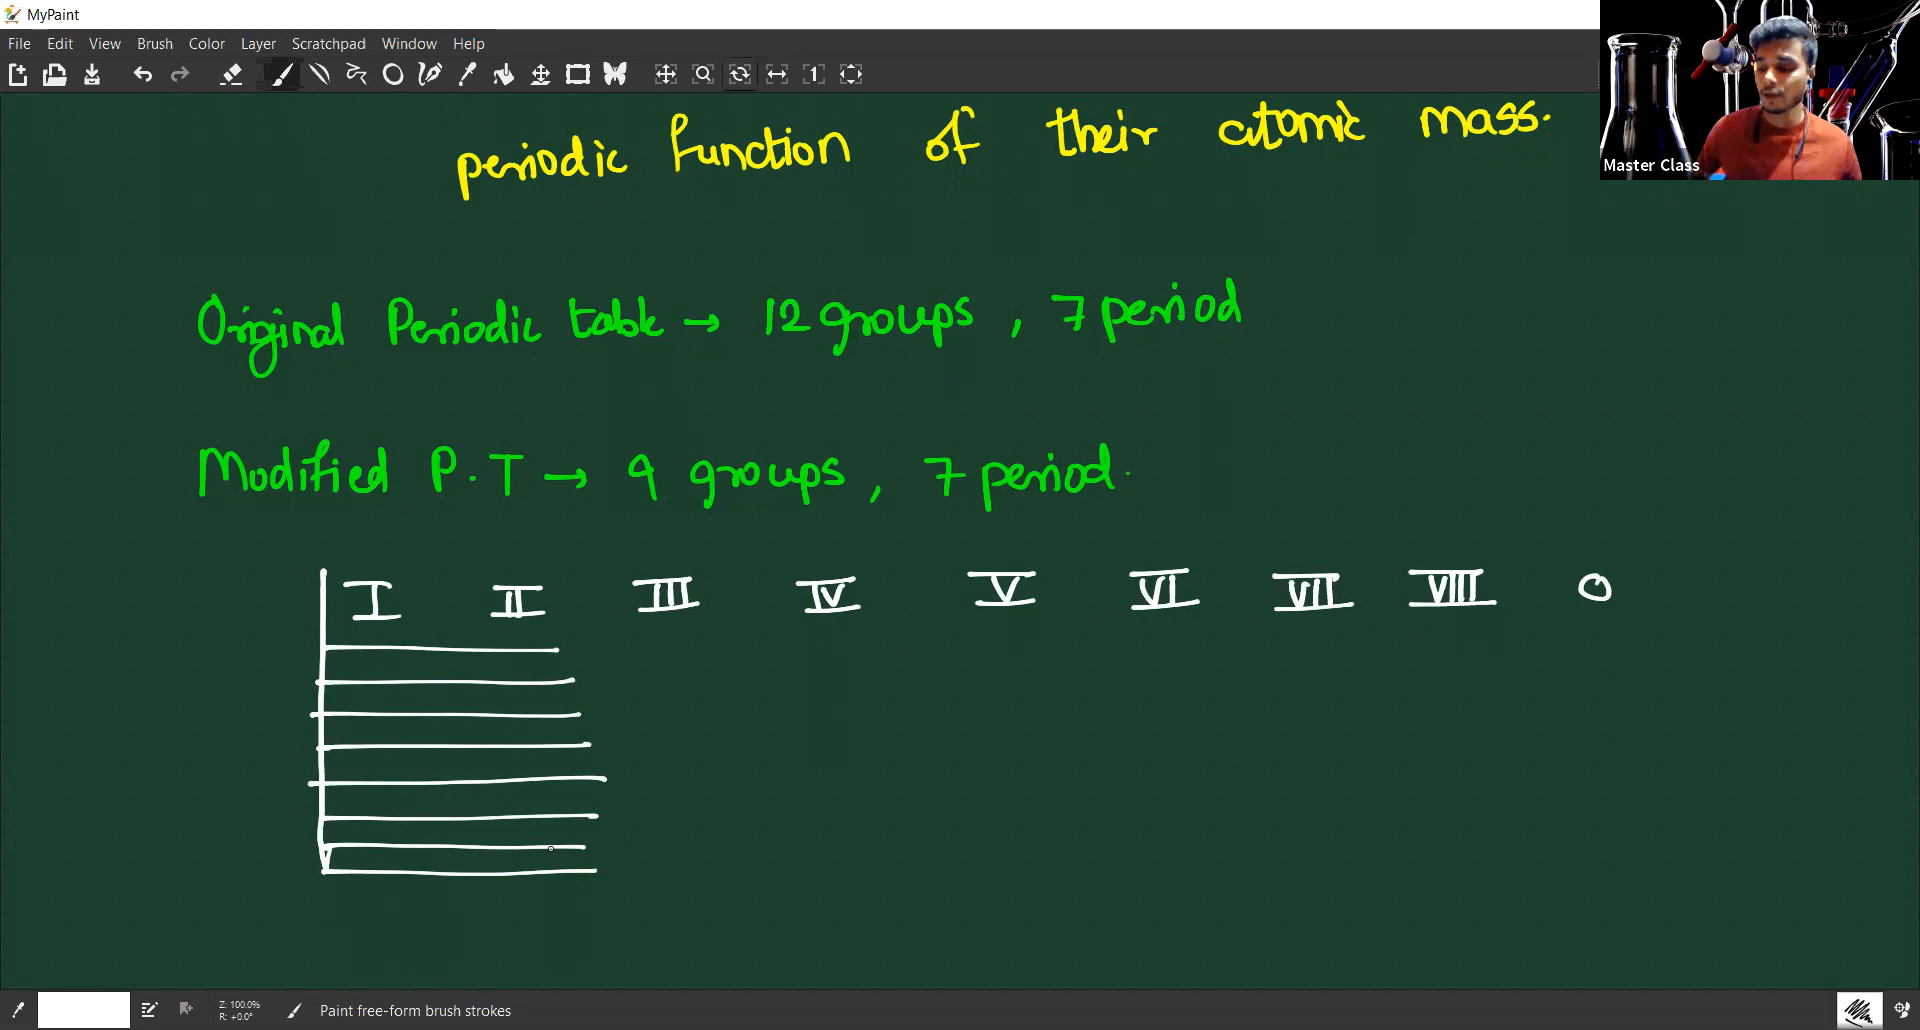 MyPaint
File Edit View Brush Color Layer Scratchpad Window Help
Master Class
periodic function of their atomic mass.
Original Periodic table → 12 groups, 7 period
Modified P.T → 9 groups, 7 period.
I II III IV V VI VII VIII 0
Z: 100.0%
R: +0.0°
Paint free-form brush strokes